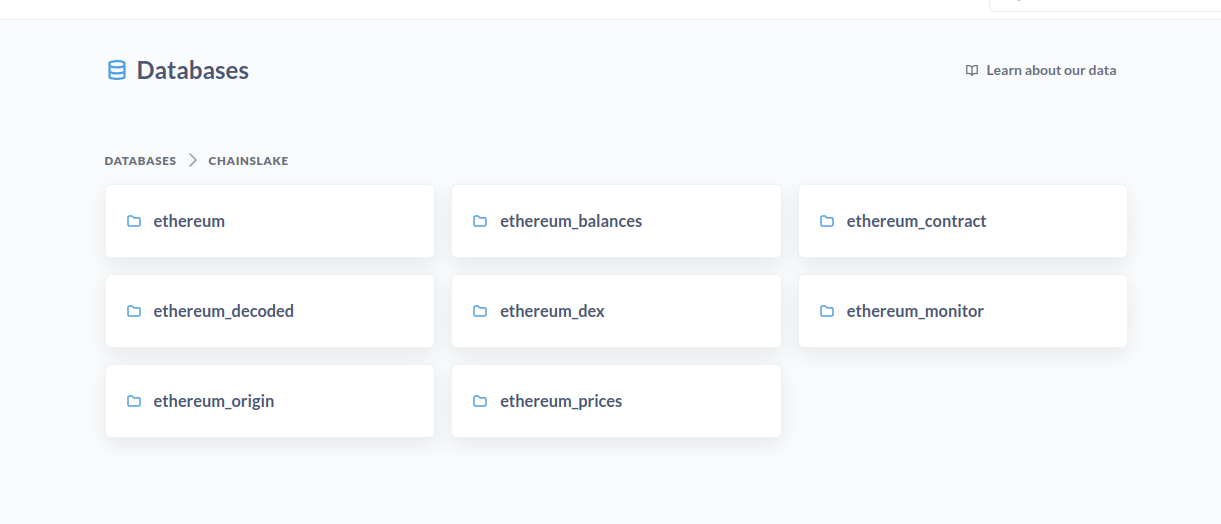 Databases
Learn about our data
DATABASES
CHAINSLAKE
ethereum
ethereum_balances
ethereum_contract
ethereum_decoded
ethereum_dex
ethereum_monitor
ethereum_origin
ethereum_prices